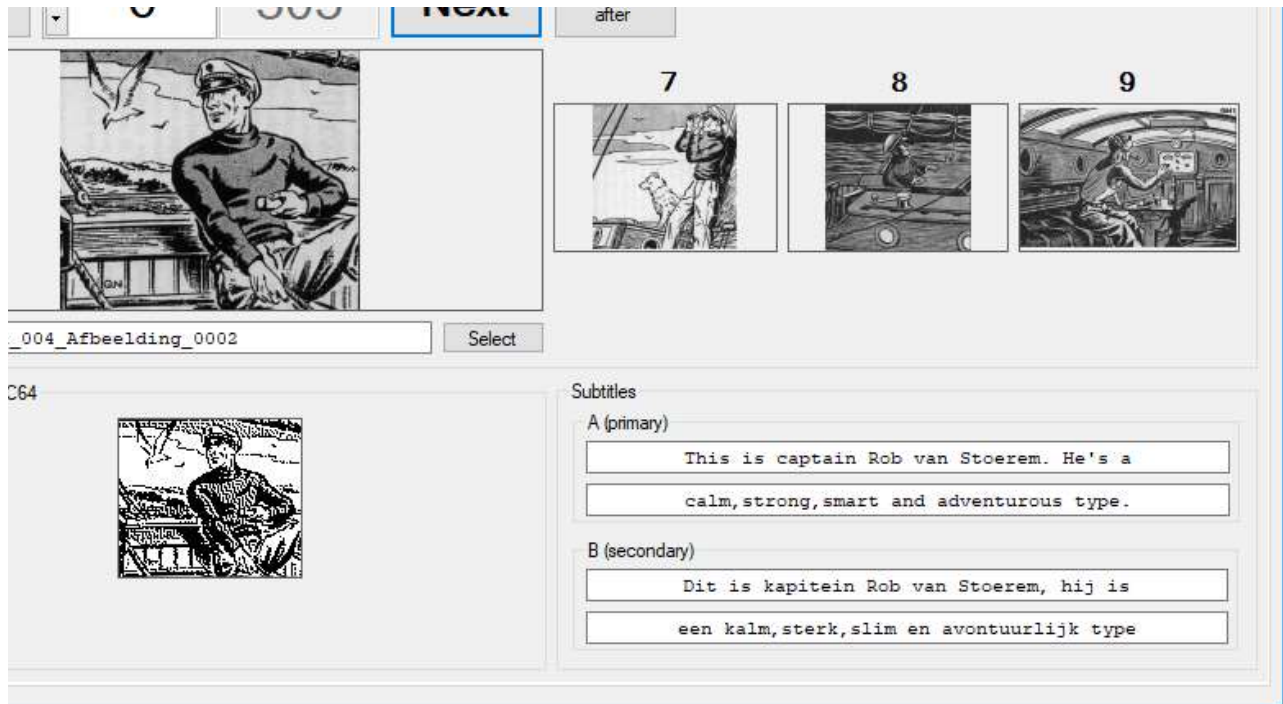 Next
after
7 8 9
_004_Afbeelding_0002
Select
C64
Subtitles
A (primary)
This is captain Rob van Stoerem. He's a
calm,strong,smart and adventurous type.
B (secondary)
Dit is kapitein Rob van Stoerem, hij is
een kalm,sterk,slim en avontuurlijk type